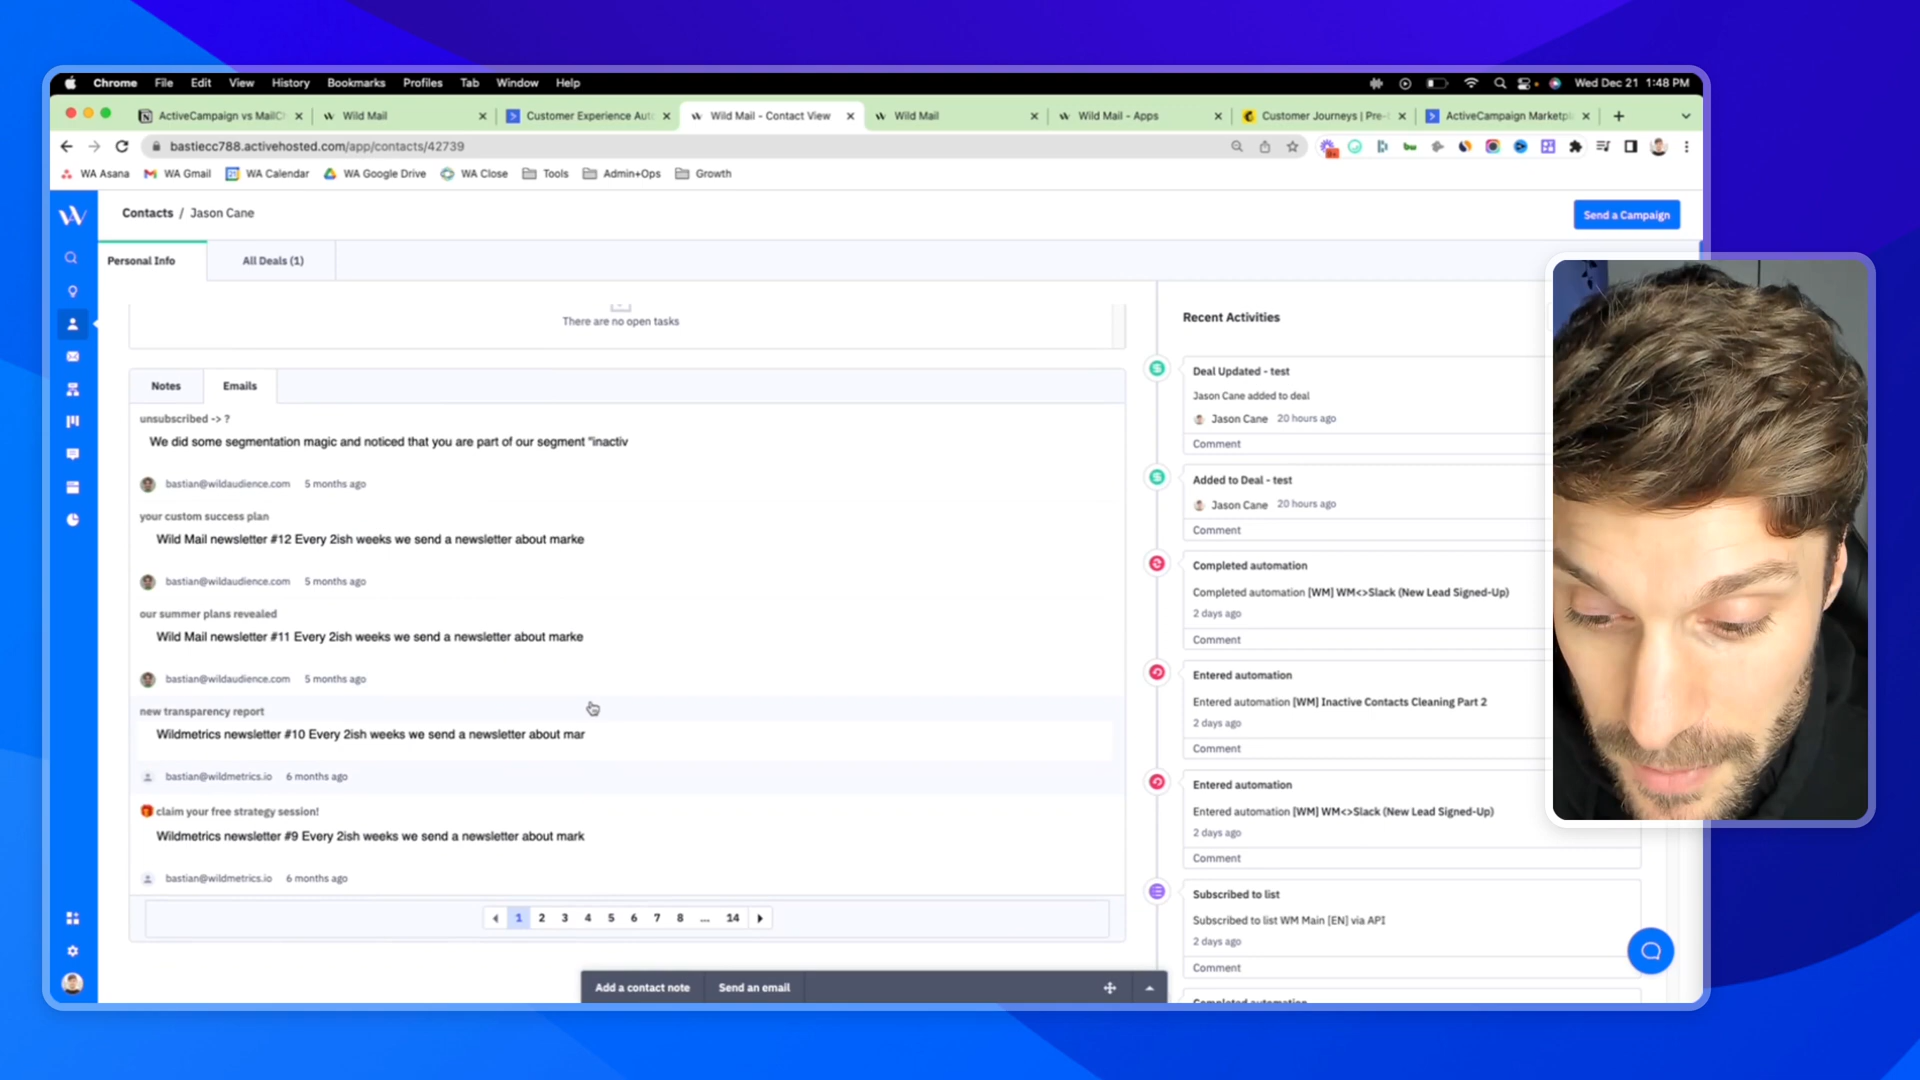 Chrome File Edit View History Bookmarks Profiles Tab Window Help Wed Dec 21 1:48 PM
ActiveCampaign vs MailC Wild Mail Customer Experience Aut Wild Mail - Contact View Wild Mail Wild Mail - Apps Customer Journeys | Pre- ActiveCampaign Marketpl
bastiecc788.activehosted.com/app/contacts/42739
WA Asana WA Gmail WA Calendar WA Google Drive WA Close Tools Admin+Ops Growth
Contacts / Jason Cane
Send a Campaign
Personal Info All Deals (1)
There are no open tasks
Notes Emails
unsubscribed -> ?
We did some segmentation magic and noticed that you are part of our segment "inactiv
bastian@wildaudience.com 5 months ago
your custom success plan
Wild Mail newsletter #12 Every 2ish weeks we send a newsletter about marke
bastian@wildaudience.com 5 months ago
our summer plans revealed
Wild Mail newsletter #11 Every 2ish weeks we send a newsletter about marke
bastian@wildaudience.com 5 months ago
new transparency report
Wildmetrics newsletter #10 Every 2ish weeks we send a newsletter about mar
bastian@wildmetrics.io 6 months ago
claim your free strategy session!
Wildmetrics newsletter #9 Every 2ish weeks we send a newsletter about mark
bastian@wildmetrics.io 6 months ago
1 2 3 4 5 6 7 8 ... 14
Add a contact note Send an email
Recent Activities
Deal Updated - test
Jason Cane added to deal
Jason Cane 20 hours ago
Comment
Added to Deal - test
Jason Cane 20 hours ago
Comment
Completed automation
Completed automation [WM] WM<>Slack (New Lead Signed-Up)
2 days ago
Comment
Entered automation
Entered automation [WM] Inactive Contacts Cleaning Part 2
2 days ago
Comment
Entered automation
Entered automation [WM] WM<>Slack (New Lead Signed-Up)
2 days ago
Comment
Subscribed to list
Subscribed to list WM Main [EN] via API
2 days ago
Comment
Completed automation